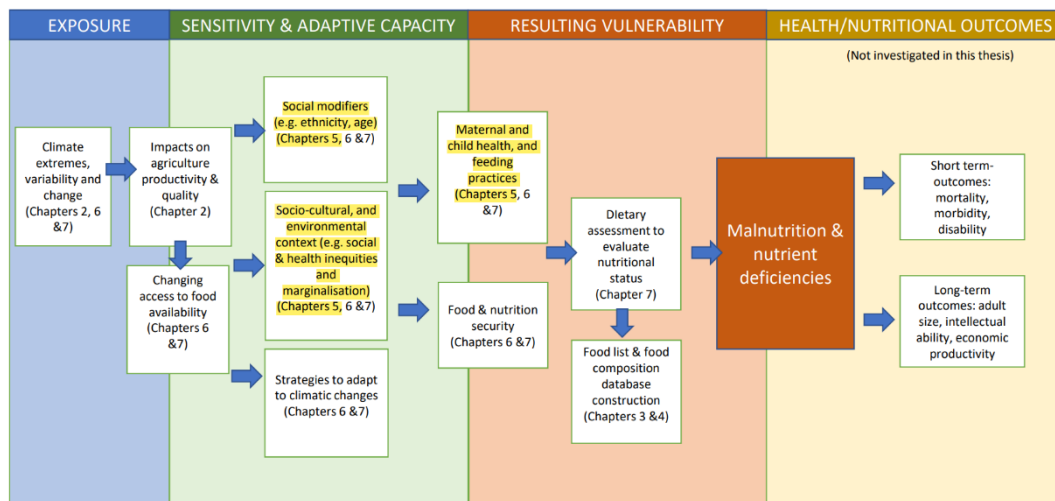 EXPOSURE
SENSITIVITY & ADAPTIVE CAPACITY
RESULTING VULNERABILITY
HEALTH/NUTRITIONAL OUTCOMES
(Not investigated in this thesis)
Climate
extremes,
variability and
change
(Chapters 2, 6
&7)
Impacts on
agriculture
productivity &
quality
(Chapter 2)
Changing
access to food
availability
(Chapters 6
&7)
Social modifiers
(e.g. ethnicity, age)
(Chapters 5, 6 &7)
Socio-cultural, and
environmental
context (e.g. social
& health inequities
and
marginalisation)
(Chapters 5, 6 &7)
Strategies to adapt
to climatic changes
(Chapters 6 &7)
Maternal and
child health, and
feeding
practices
(Chapters 5, 6
&7)
Food & nutrition
security
(Chapters 6 &7)
Dietary
assessment to
evaluate
nutritional
status
(Chapter 7)
Food list & food
composition
database
construction
(Chapters 3 &4)
Malnutrition &
nutrient
deficiencies
Short term-
outcomes:
mortality,
morbidity,
disability
Long-term
outcomes: adult
size, intellectual
ability, economic
productivity